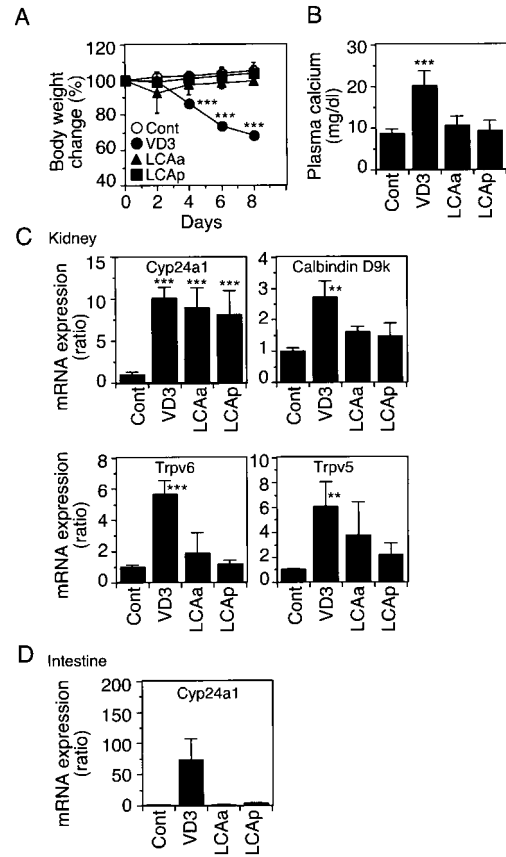 A
Body weight
change (%)
120
100
80
60
40
Cont
VD3
LCAa
LCAp
***
***
***
0 2 4 6 8
Days
B
Plasma calcium
(mg/dl)
30
20
10
0
***
Cont
VD3
LCAa
LCAp
C Kidney
mRNA expression
(ratio)
15
10
5
0
Cyp24a1
*** *** ***
Cont
VD3
LCAa
LCAp
4
3
2
1
0
Calbindin D9k
**
Cont
VD3
LCAa
LCAp
mRNA expression
(ratio)
8
6
4
2
0
Trpv6
***
Cont
VD3
LCAa
LCAp
10
8
6
4
2
0
Trpv5
**
Cont
VD3
LCAa
LCAp
D Intestine
mRNA expression
(ratio)
200
150
100
50
0
Cyp24a1
Cont
VD3
LCAa
LCAp